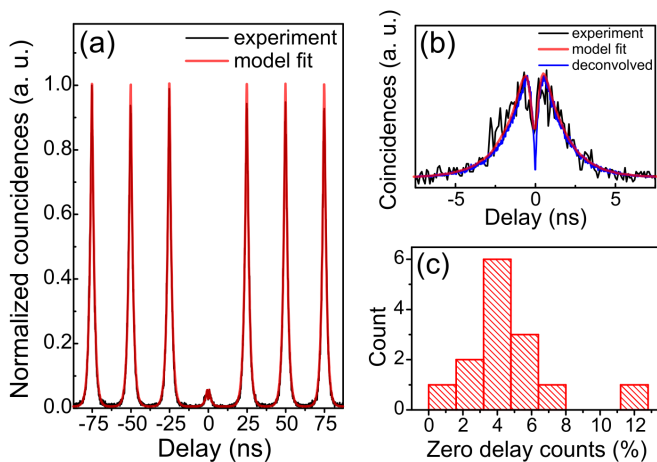 (a)
experiment
model fit
Normalized councidences (a. u.)
1.0
0.8
0.6
0.4
0.2
0.0
-75 -50 -25 0 25 50 75
Delay (ns)
(b)
experiment
model fit
deconvolved
Coincidences (a. u.)
-5 0 5
Delay (ns)
(c)
Count
6
4
2
0
0 2 4 6 8 10 12
Zero delay counts (%)